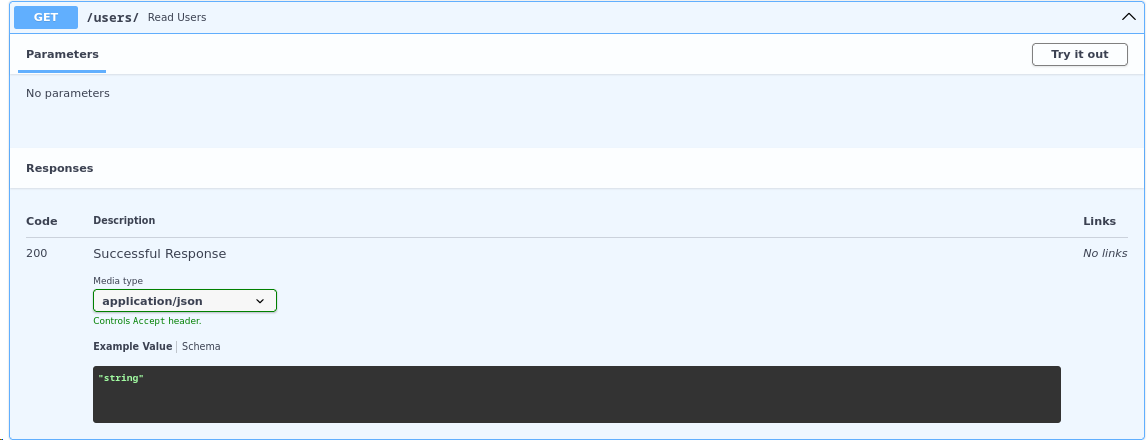 GET /users/ Read Users
Parameters Try it out
No parameters
Responses
Code Description Links
200 Successful Response No links
Media type
application/json
Controls Accept header.
Example Value Schema
"string"